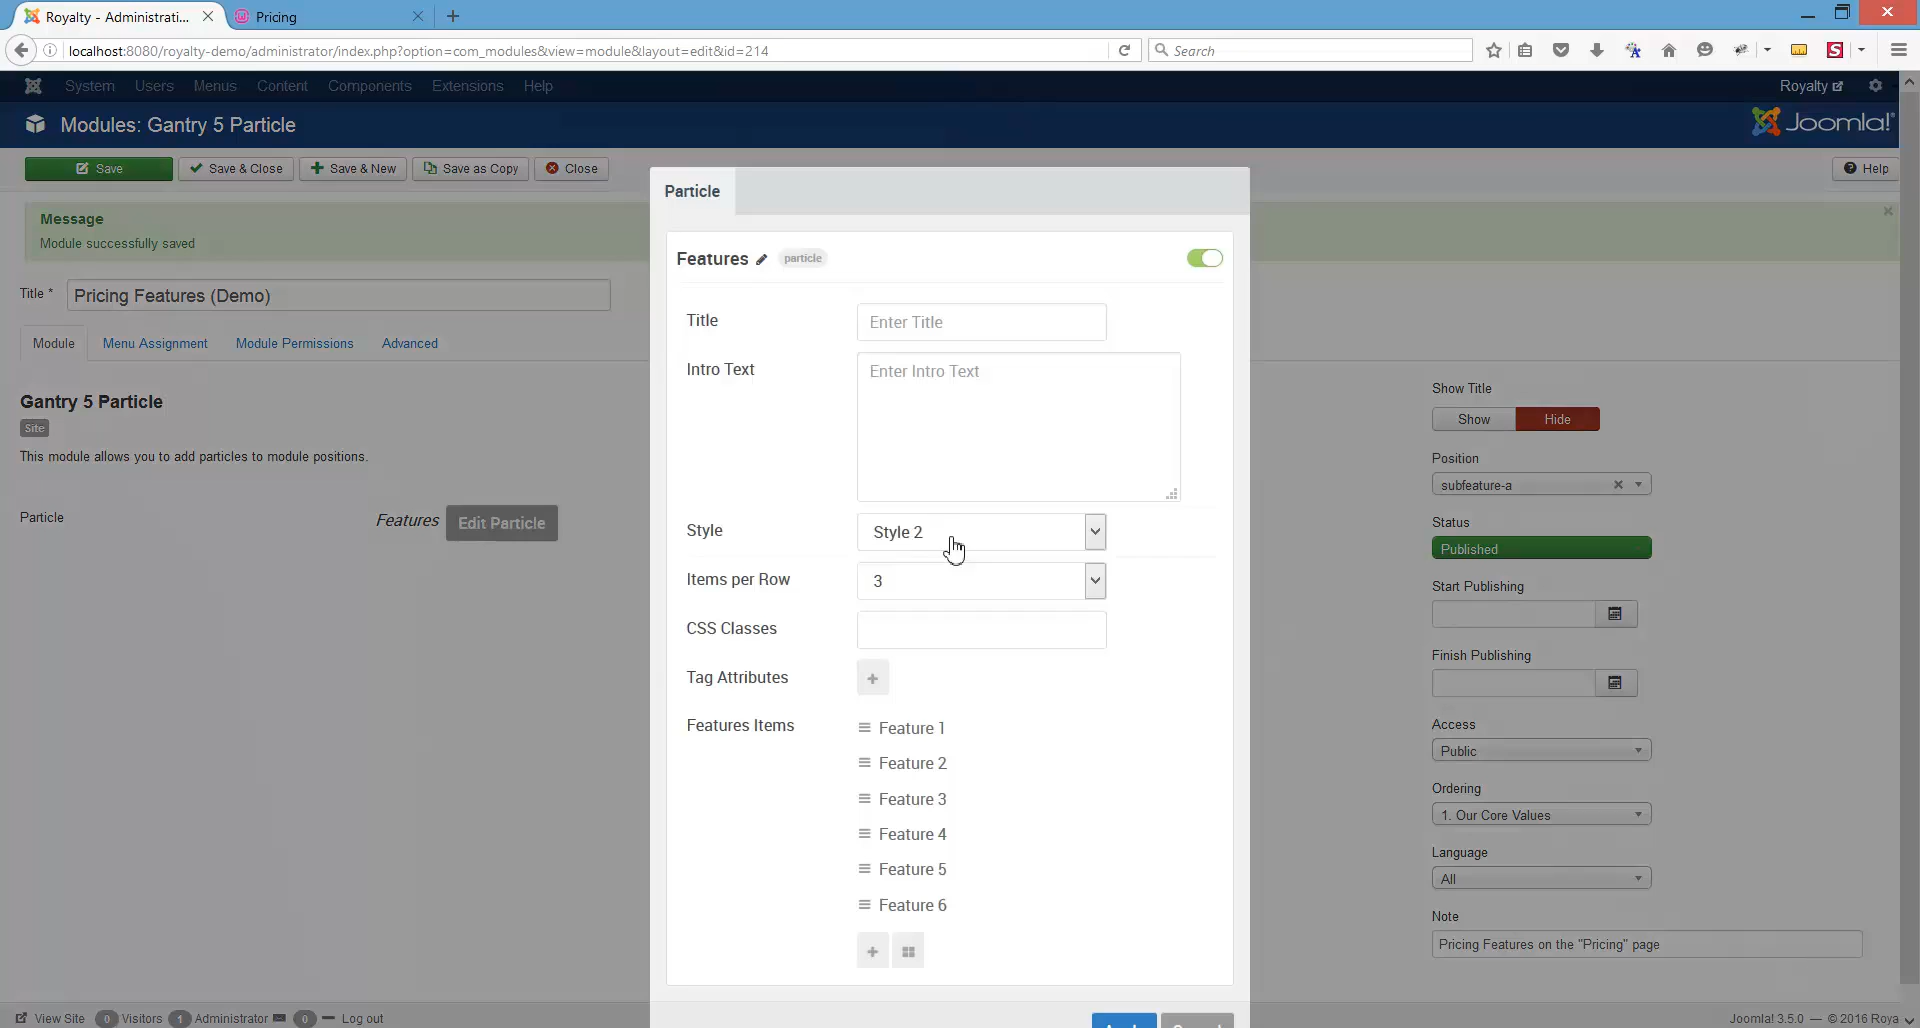 Royalty - Administrati...
Pricing
localhost:8080/royalty-demo/administrator/index.php?option=com_modules&view=module&layout=edit&id=214
Search
System Users Menus Content Components Extensions Help
Royalty
Modules: Gantry 5 Particle
Joomla!
Save
Save & Close
Save & New
Save as Copy
Close
Help
Message
Module successfully saved
Title * Pricing Features (Demo)
Module Menu Assignment Module Permissions Advanced
Gantry 5 Particle
Site
This module allows you to add particles to module positions.
Particle Features Edit Particle
Particle
Features particle
Title Enter Title
Intro Text Enter Intro Text
Style Style 2
Items per Row 3
CSS Classes
Tag Attributes
Features Items
Feature 1
Feature 2
Feature 3
Feature 4
Feature 5
Feature 6
Show Title
Show Hide
Position
subfeature-a
Status
Published
Start Publishing
Finish Publishing
Access
Public
Ordering
1. Our Core Values
Language
All
Note
Pricing Features on the "Pricing" page
View Site 0 Visitors 1 Administrator 0 Log out
Joomla! 3.5.0 — © 2016 Roya